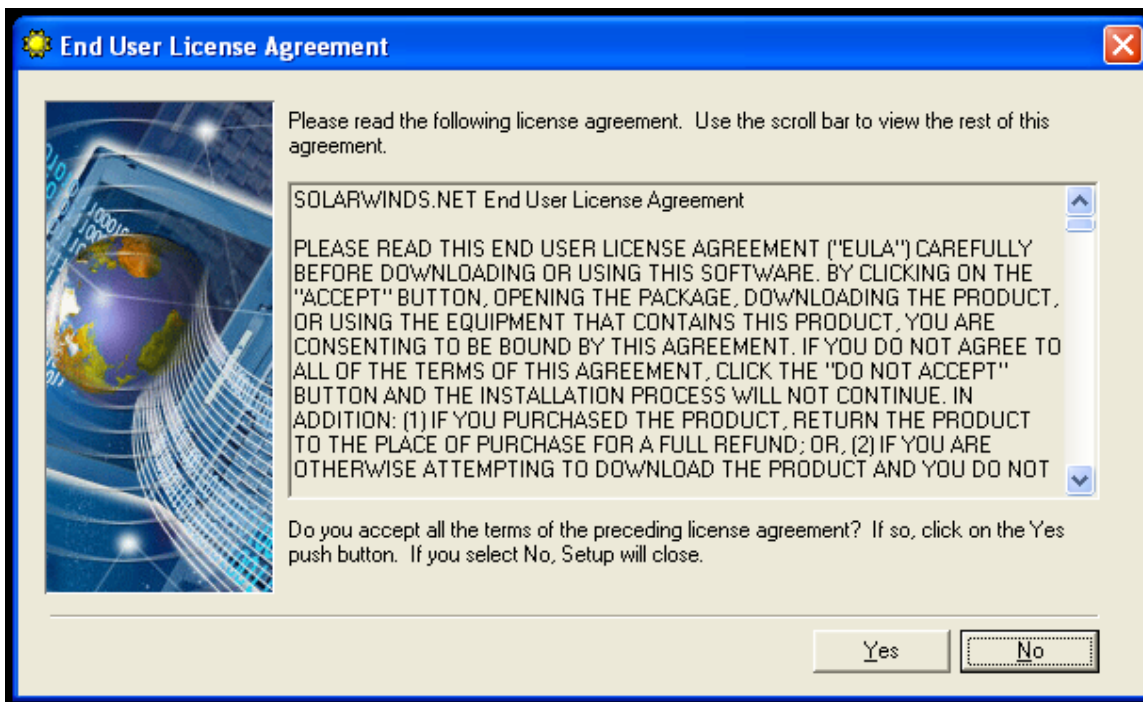 End User License Agreement
Please read the following license agreement. Use the scroll bar to view the rest of this
agreement.
SOLARWINDS.NET End User License Agreement
PLEASE READ THIS END USER LICENSE AGREEMENT ("EULA") CAREFULLY
BEFORE DOWNLOADING OR USING THIS SOFTWARE. BY CLICKING ON THE
"ACCEPT" BUTTON, OPENING THE PACKAGE, DOWNLOADING THE PRODUCT,
OR USING THE EQUIPMENT THAT CONTAINS THIS PRODUCT, YOU ARE
CONSENTING TO BE BOUND BY THIS AGREEMENT. IF YOU DO NOT AGREE TO
ALL OF THE TERMS OF THIS AGREEMENT, CLICK THE "DO NOT ACCEPT"
BUTTON AND THE INSTALLATION PROCESS WILL NOT CONTINUE. IN
ADDITION: (1) IF YOU PURCHASED THE PRODUCT, RETURN THE PRODUCT
TO THE PLACE OF PURCHASE FOR A FULL REFUND; OR, (2) IF YOU ARE
OTHERWISE ATTEMPTING TO DOWNLOAD THE PRODUCT AND YOU DO NOT
Do you accept all the terms of the preceding license agreement? If so, click on the Yes
push button. If you select No, Setup will close.
Yes
No